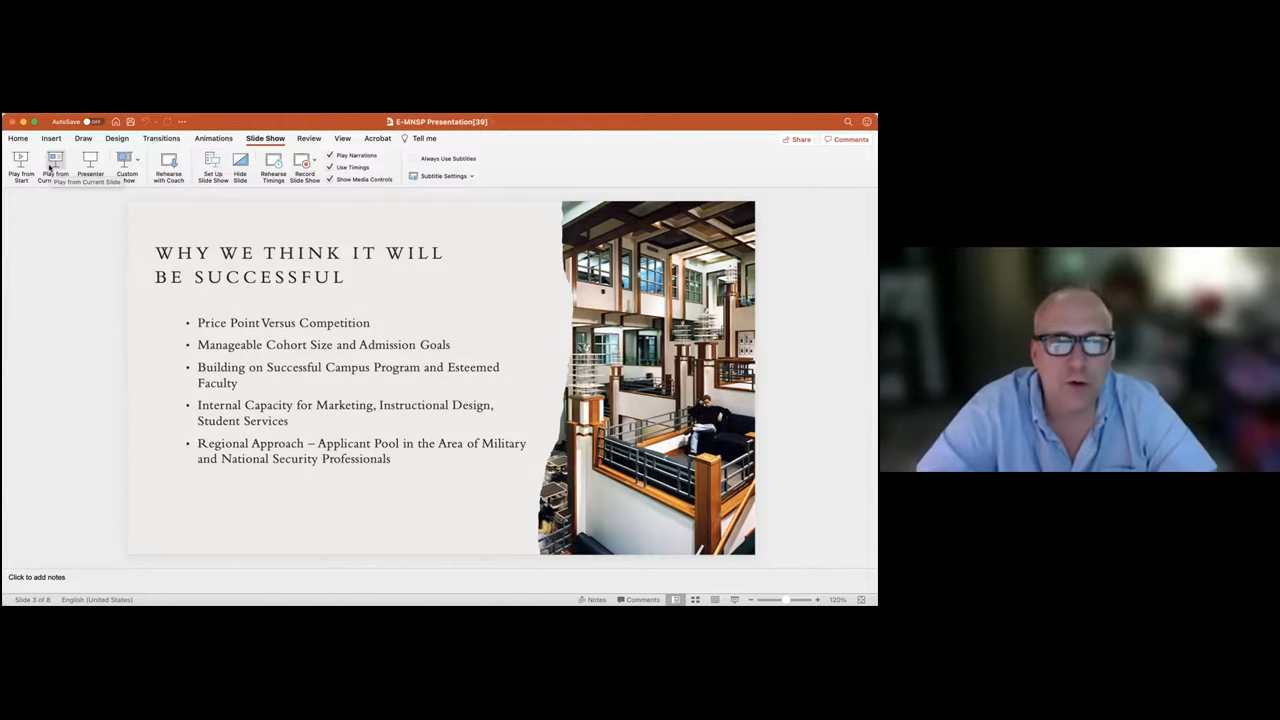 AutoSave OFF
E-MNSP Presentation[39]
Home Insert Draw Design Transitions Animations Slide Show Review View Acrobat Tell me
Share Comments
Play from Start
Play from
Presenter
Custom
Rehearse with Coach
Set Up Slide Show
Hide Slide
Rehearse Timings
Record Slide Show
Play Narrations
Use Timings
Show Media Controls
Always Use Subtitles
Subtitle Settings
Play from Current Slide
WHY WE THINK IT WILL
BE SUCCESSFUL
• Price Point Versus Competition
• Manageable Cohort Size and Admission Goals
• Building on Successful Campus Program and Esteemed
Faculty
• Internal Capacity for Marketing, Instructional Design,
Student Services
• Regional Approach – Applicant Pool in the Area of Military
and National Security Professionals
Click to add notes
Slide 3 of 8 English (United States) Notes Comments 120%